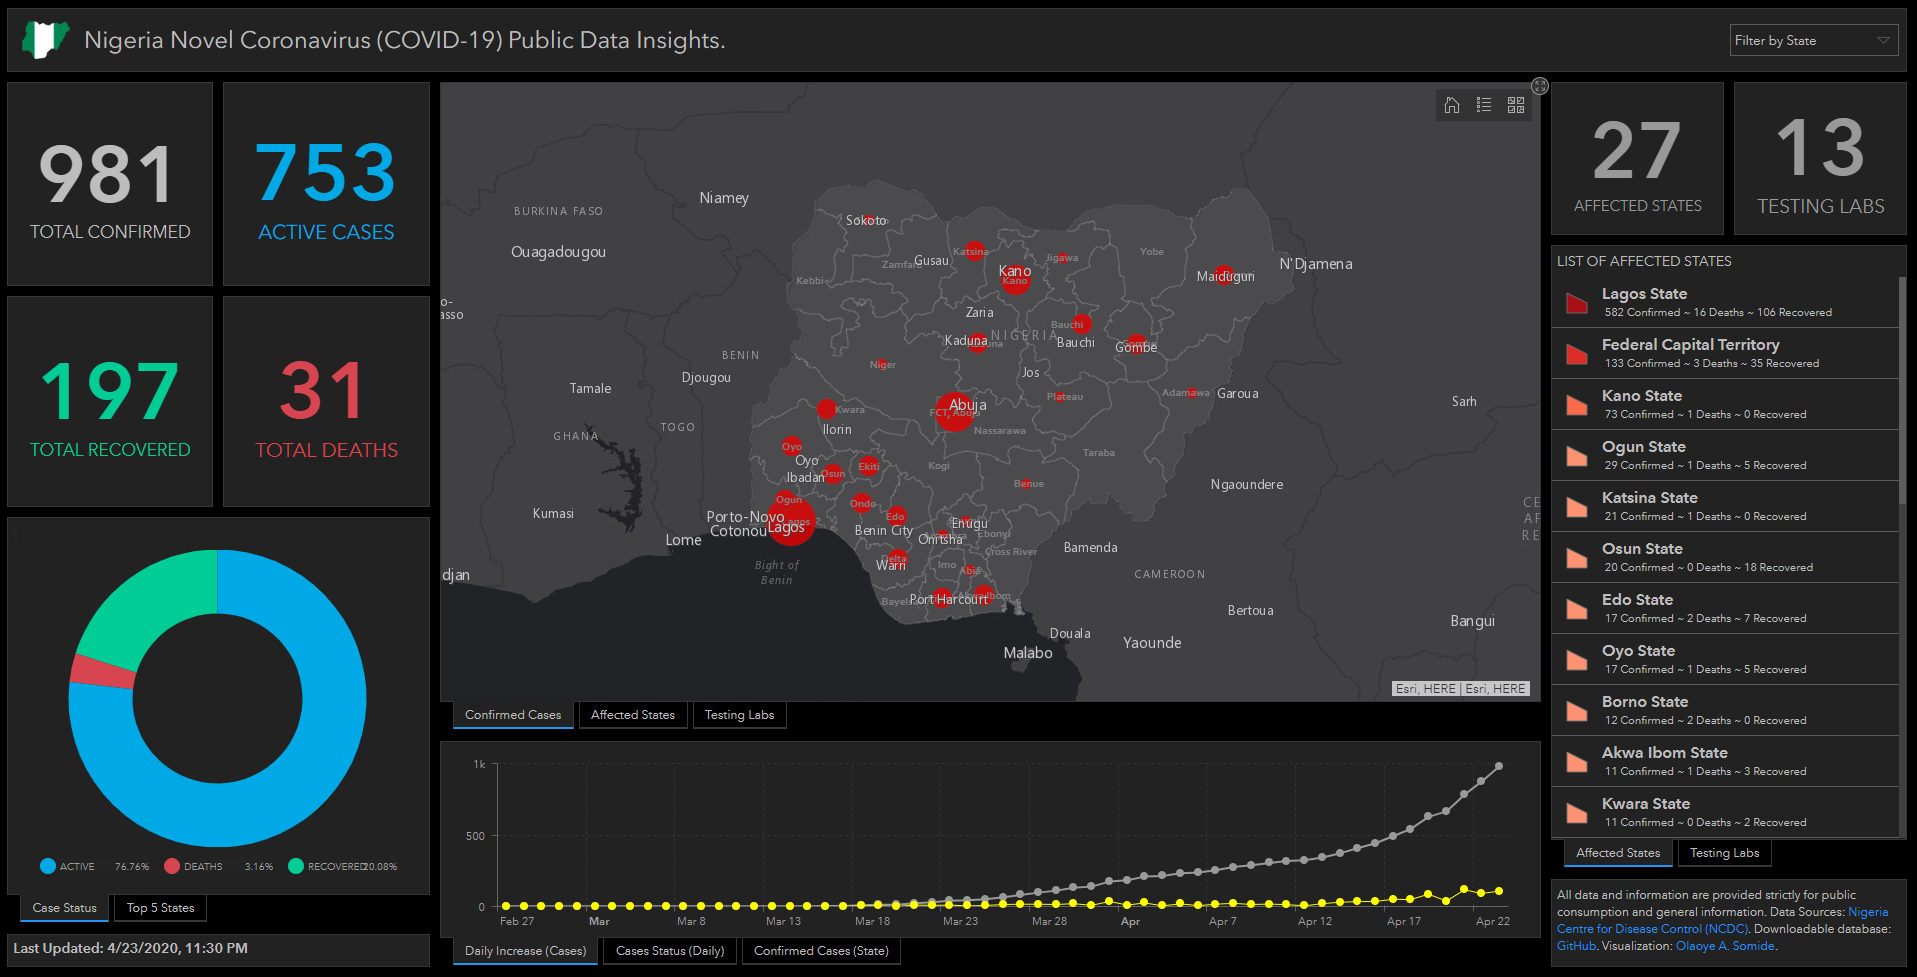 Nigeria Novel Coronavirus (COVID-19) Public Data Insights.
Filter by State
981
TOTAL CONFIRMED
753
ACTIVE CASES
197
TOTAL RECOVERED
31
TOTAL DEATHS
ACTIVE 76.76% DEATHS 3.16% RECOVERED 20.08%
Case Status
Top 5 States
Last Updated: 4/23/2020, 11:30 PM
BURKINA FASO
Ouagadougou
Niamey
Sokoto
Gusau
Zamfara
Kebbi
Katsina
Kano
Kano
Jigawa
Yobe
Maiduguri
N'Djamena
o-
asso
Zaria
NIGERIA
Kaduna
Bauchi
Bauchi
Gombe
BENIN
Djougou
Tamale
Niger
Jos
Plateau
Adamawa
Garoua
Sarh
Abuja
FCT, Abuja
Kwara
Ilorin
Nassarawa
GHANA
TOGO
Oyo
Oyo
Ibadan
Osun
Ekiti
Kogi
Taraba
Benue
Ngaoundere
Kumasi
Ogun
Ondo
Edo
Porto-Novo
Cotonou
Lagos
Lome
Benin City
Enugu
Onitsha
Ebonyi
Cross River
Bamenda
CE
AF
RE
Bight of
Benin
Delta
Warri
Imo
Abia
CAMEROON
djan
Port Harcourt
Akwa Ibom
Bertoua
Bangui
Douala
Yaounde
Malabo
Esri, HERE | Esri, HERE
Confirmed Cases
Affected States
Testing Labs
1k
500
0
Feb 27 Mar Mar 8 Mar 13 Mar 18 Mar 23 Mar 28 Apr Apr 7 Apr 12 Apr 17 Apr 22
Daily Increase (Cases)
Cases Status (Daily)
Confirmed Cases (State)
27
AFFECTED STATES
13
TESTING LABS
LIST OF AFFECTED STATES
Lagos State
582 Confirmed ~ 16 Deaths ~ 106 Recovered
Federal Capital Territory
133 Confirmed ~ 3 Deaths ~ 35 Recovered
Kano State
73 Confirmed ~ 1 Deaths ~ 0 Recovered
Ogun State
29 Confirmed ~ 1 Deaths ~ 5 Recovered
Katsina State
21 Confirmed ~ 1 Deaths ~ 0 Recovered
Osun State
20 Confirmed ~ 0 Deaths ~ 18 Recovered
Edo State
17 Confirmed ~ 2 Deaths ~ 7 Recovered
Oyo State
17 Confirmed ~ 1 Deaths ~ 5 Recovered
Borno State
12 Confirmed ~ 2 Deaths ~ 0 Recovered
Akwa Ibom State
11 Confirmed ~ 1 Deaths ~ 3 Recovered
Kwara State
11 Confirmed ~ 0 Deaths ~ 2 Recovered
Affected States
Testing Labs
All data and information are provided strictly for public
consumption and general information. Data Sources: Nigeria
Centre for Disease Control (NCDC). Downloadable database:
GitHub. Visualization: Olaoye A. Somide.